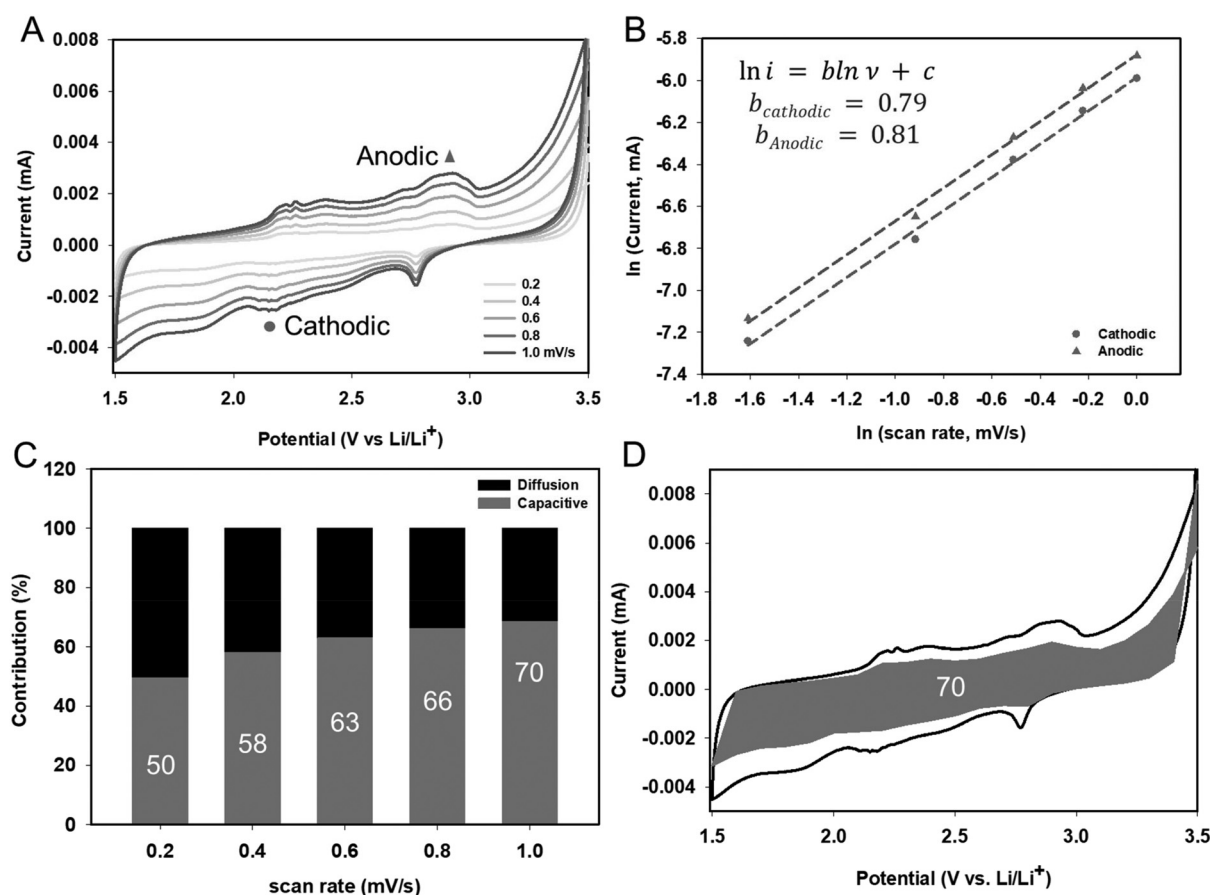 A
0.008
0.006
0.004
0.002
0.000
-0.002
-0.004
Current (mA)
Anodic
Cathodic
0.2
0.4
0.6
0.8
1.0 mV/s
1.5 2.0 2.5 3.0 3.5
Potential (V vs Li/Li⁺)
B
-5.8
-6.0
-6.2
-6.4
-6.6
-6.8
-7.0
-7.2
-7.4
ln (Current, mA)
ln i = bln ν + c
b_cathodic = 0.79
b_Anodic = 0.81
Cathodic
Anodic
-1.8 -1.6 -1.4 -1.2 -1.0 -0.8 -0.6 -0.4 -0.2 0.0
ln (scan rate, mV/s)
C
120
100
80
60
40
20
0
Contribution (%)
Diffusion
Capacitive
50 58 63 66 70
0.2 0.4 0.6 0.8 1.0
scan rate (mV/s)
D
0.008
0.006
0.004
0.002
0.000
-0.002
-0.004
Current (mA)
70
1.5 2.0 2.5 3.0 3.5
Potential (V vs. Li/Li⁺)